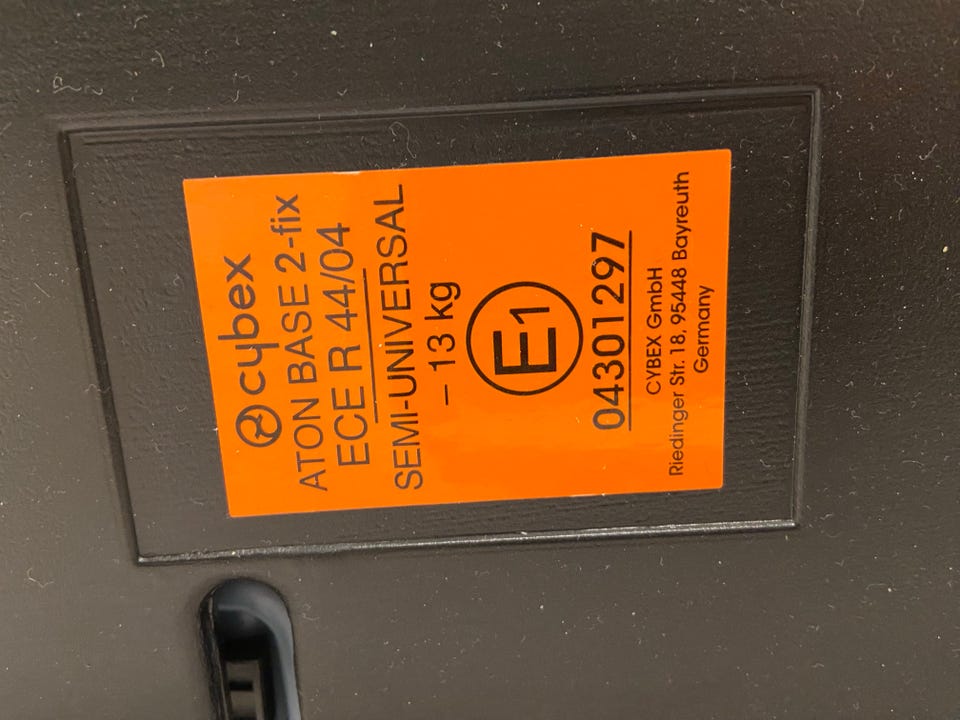 cybex
ATON BASE 2-fix
ECE R 44/04
SEMI-UNIVERSAL
– 13 kg
E1
04301297
CYBEX GmbH
Riedinger Str. 18, 95448 Bayreuth
Germany